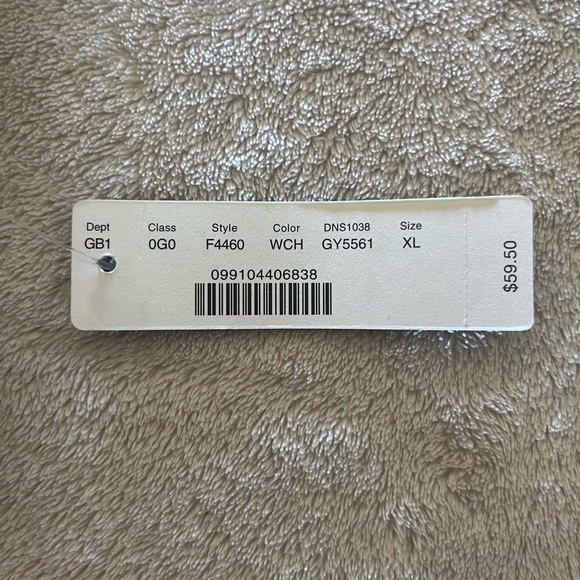 Dept Class Style Color DNS1038 Size
GB1 0G0 F4460 WCH GY5561 XL
099104406838
$59.50